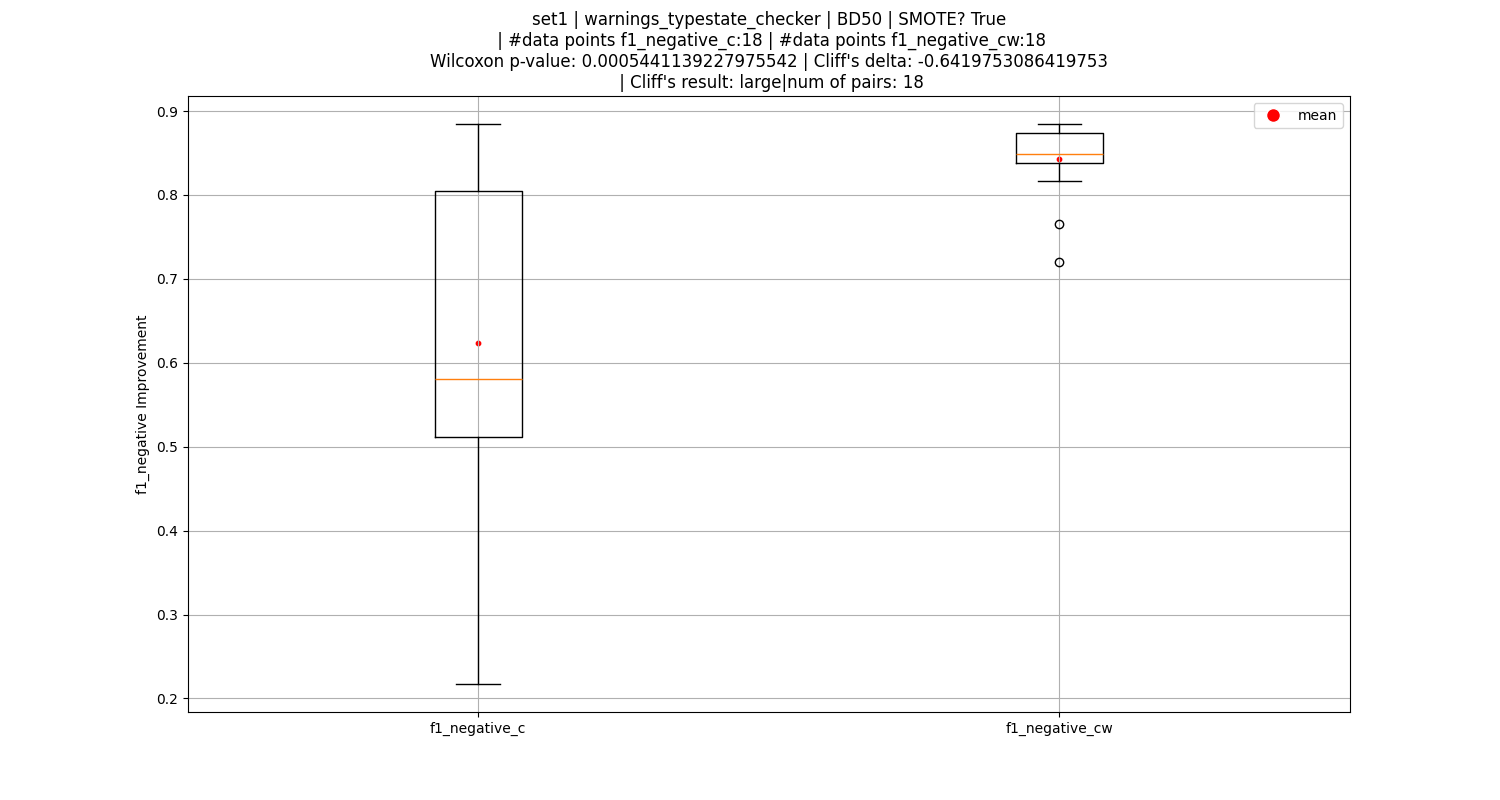 set1 | warnings_typestate_checker | BD50 | SMOTE? True
| #data points f1_negative_c:18 | #data points f1_negative_cw:18
Wilcoxon p-value: 0.0005441139227975542 | Cliff's delta: -0.6419753086419753
| Cliff's result: large|num of pairs: 18
mean
0.9
0.8
0.7
0.6
0.5
0.4
0.3
0.2
f1_negative Improvement
f1_negative_c
f1_negative_cw